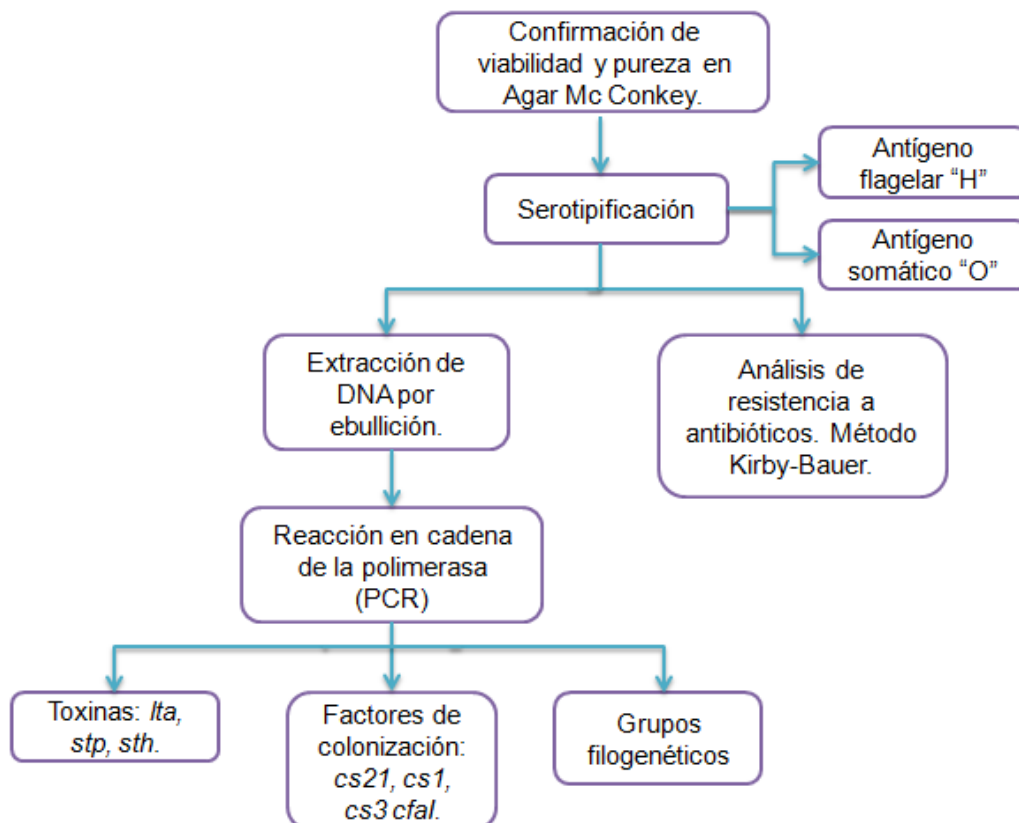 Confirmación de
viabilidad y pureza en
Agar Mc Conkey.
Serotipificación
Antígeno
flagelar “H”
Antígeno
somático “O”
Extracción de
DNA por
ebullición.
Análisis de
resistencia a
antibióticos. Método
Kirby-Bauer.
Reacción en cadena
de la polimerasa
(PCR)
Toxinas: lta,
stp, sth.
Factores de
colonización:
cs21, cs1,
cs3 cfaI.
Grupos
filogenéticos